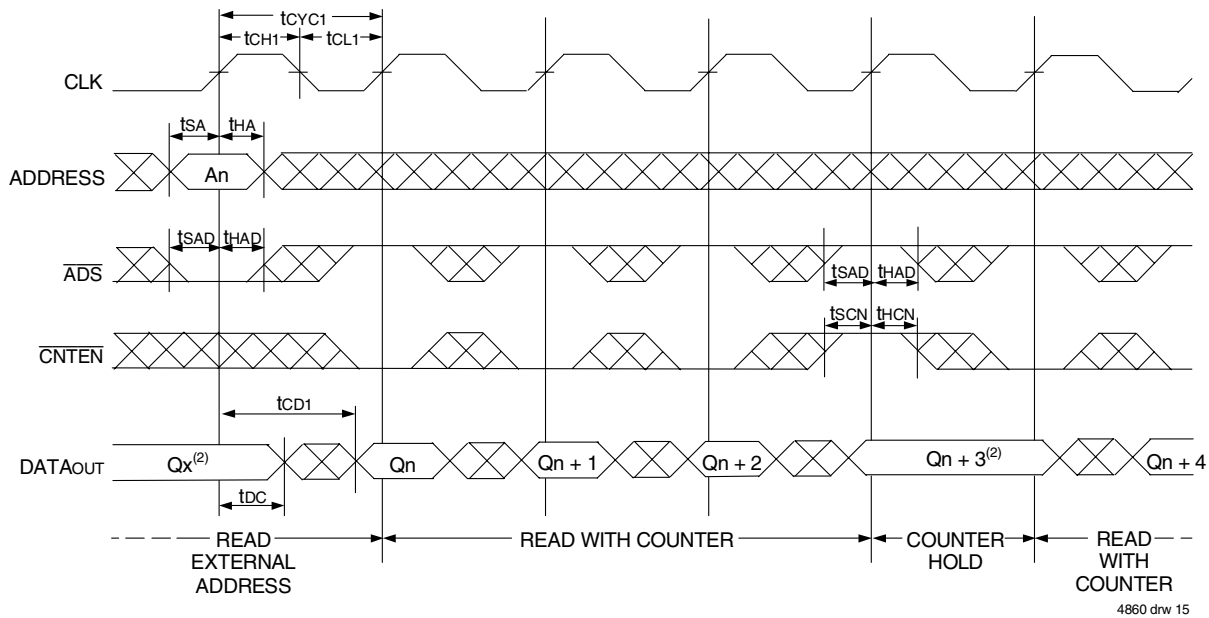 tCYC1
tCH1 tCL1
CLK
tSA tHA
ADDRESS An
tSAD tHAD
ADS
tSAD tHAD
tSCN tHCN
CNTEN
tCD1
DATAOUT Qx(2) Qn Qn + 1 Qn + 2 Qn + 3(2) Qn + 4
tDC
READ EXTERNAL ADDRESS
READ WITH COUNTER
COUNTER HOLD
READ WITH COUNTER
4860 drw 15